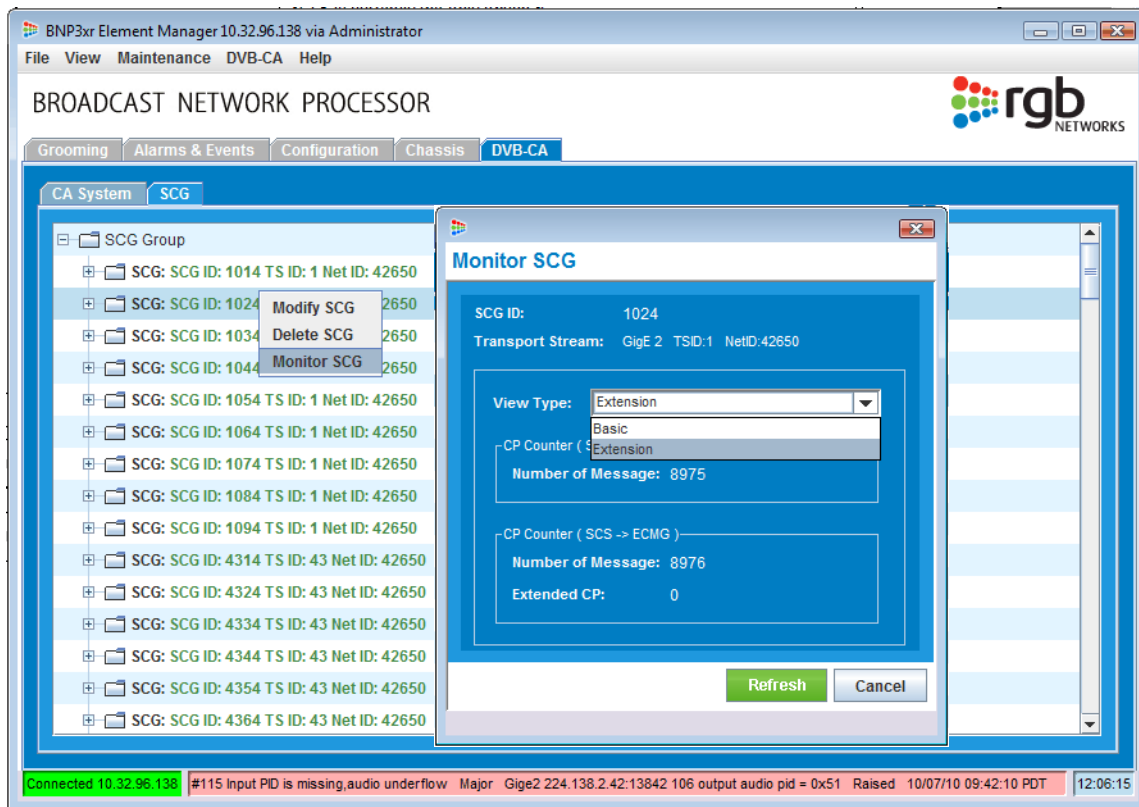 BNP3xr Element Manager 10.32.96.138 via Administrator
File View Maintenance DVB-CA Help
BROADCAST NETWORK PROCESSOR
rgb
NETWORKS
Grooming Alarms & Events Configuration Chassis DVB-CA
CA System SCG
SCG Group
SCG: SCG ID: 1014 TS ID: 1 Net ID: 42650
SCG: SCG ID: 1024 2650
SCG: SCG ID: 1034 2650
SCG: SCG ID: 1044 2650
SCG: SCG ID: 1054 TS ID: 1 Net ID: 42650
SCG: SCG ID: 1064 TS ID: 1 Net ID: 42650
SCG: SCG ID: 1074 TS ID: 1 Net ID: 42650
SCG: SCG ID: 1084 TS ID: 1 Net ID: 42650
SCG: SCG ID: 1094 TS ID: 1 Net ID: 42650
SCG: SCG ID: 4314 TS ID: 43 Net ID: 42650
SCG: SCG ID: 4324 TS ID: 43 Net ID: 42650
SCG: SCG ID: 4334 TS ID: 43 Net ID: 42650
SCG: SCG ID: 4344 TS ID: 43 Net ID: 42650
SCG: SCG ID: 4354 TS ID: 43 Net ID: 42650
SCG: SCG ID: 4364 TS ID: 43 Net ID: 42650
Modify SCG
Delete SCG
Monitor SCG
Monitor SCG
SCG ID: 1024
Transport Stream: GigE 2 TSID:1 NetID:42650
View Type: Extension
Basic
Extension
CP Counter (
Number of Message: 8975
CP Counter ( SCS -> ECMG )
Number of Message: 8976
Extended CP: 0
Refresh Cancel
Connected 10.32.96.138 #115 Input PID is missing,audio underflow Major Gige2 224.138.2.42:13842 106 output audio pid = 0x51 Raised 10/07/10 09:42:10 PDT 12:06:15